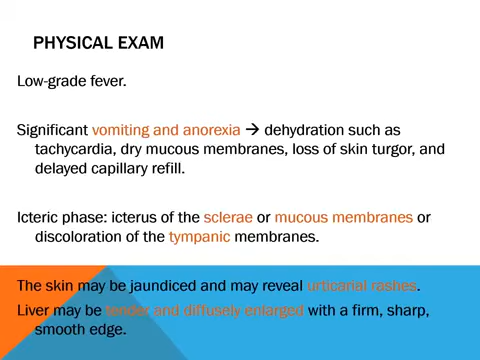 PHYSICAL EXAM
Low-grade fever.
Significant vomiting and anorexia → dehydration such as
tachycardia, dry mucous membranes, loss of skin turgor, and
delayed capillary refill.
Icteric phase: icterus of the sclerae or mucous membranes or
discoloration of the tympanic membranes.
The skin may be jaundiced and may reveal urticarial rashes.
Liver may be tender and diffusely enlarged with a firm, sharp,
smooth edge.